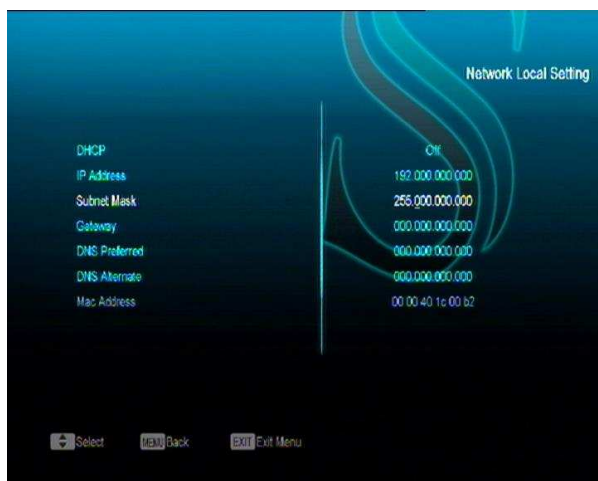 Network Local Setting
DHCP Off
IP Address 192.000.000.000
Subnet Mask 255.000.000.000
Gateway 000.000.000.000
DNS Preferred 000.000.000.000
DNS Alternate 000.000.000.000
Mac Address 00 00 40 1c 00 b2
Select MENU Back EXIT Exit Menu